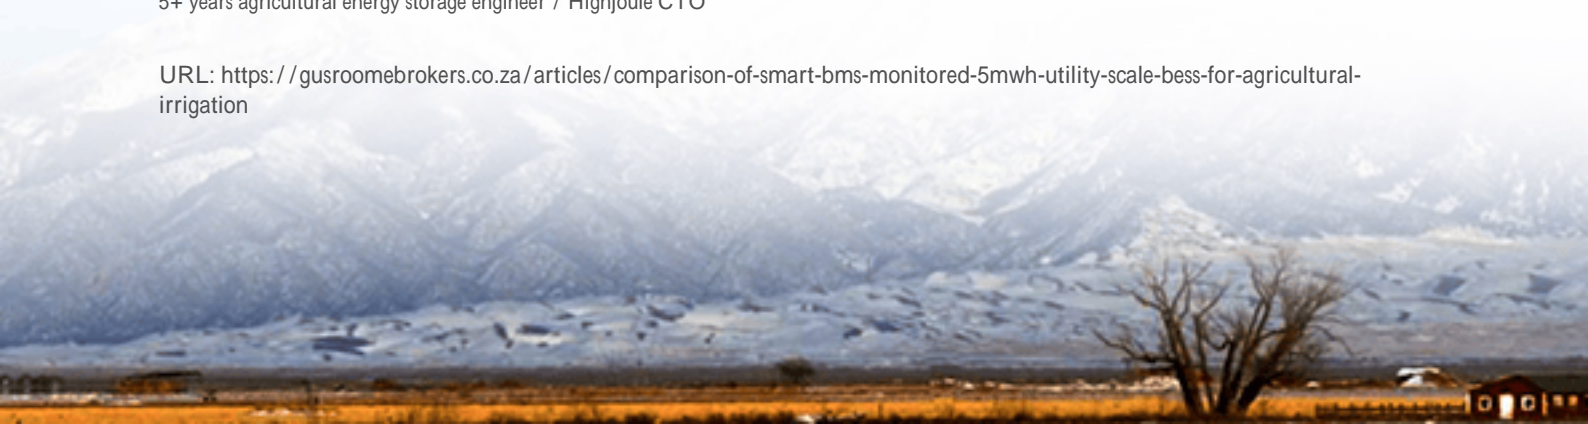 5+ years agricultural energy storage engineer / Highjoule CTO
URL: https://gusroomebrokers.co.za/articles/comparison-of-smart-bms-monitored-5mwh-utility-scale-bess-for-agricultural-
irrigation